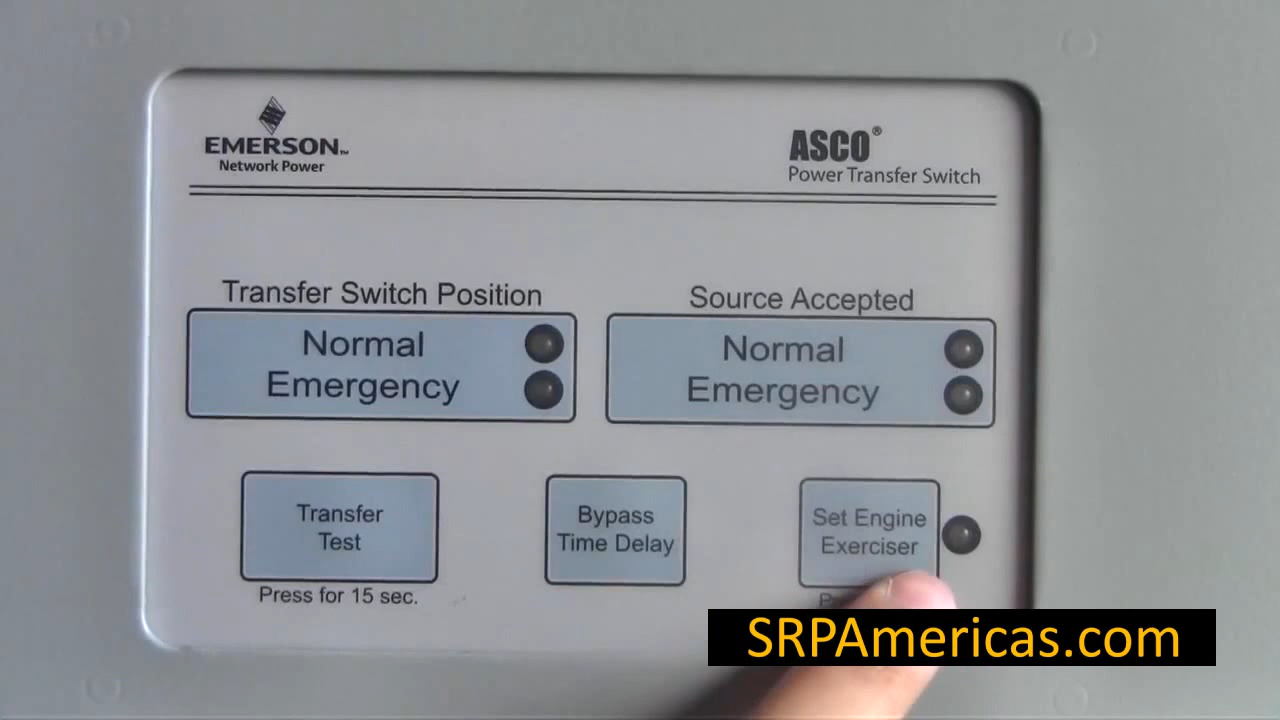 EMERSON™
Network Power
ASCO®
Power Transfer Switch
Transfer Switch Position
Normal
Emergency
Source Accepted
Normal
Emergency
Transfer
Test
Press for 15 sec.
Bypass
Time Delay
Set Engine
Exerciser
SRPAmericas.com